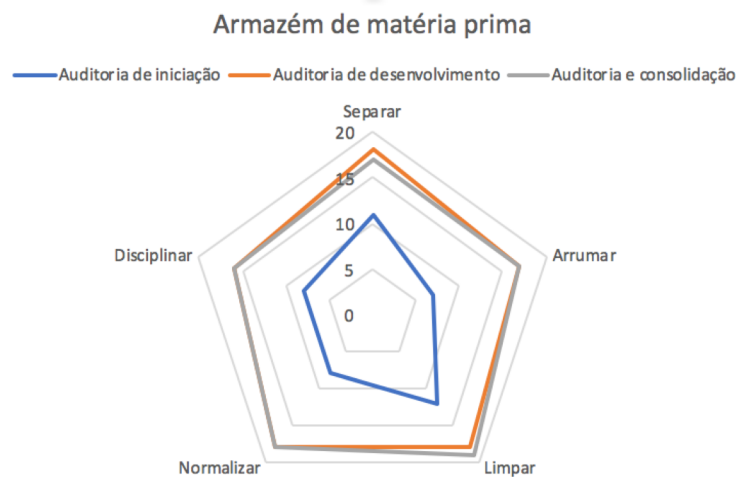 Armazém de matéria prima
Auditoria de iniciação Auditoria de desenvolvimento Auditoria e consolidação
Separar
20
15
10
Disciplinar
Arrumar
5
0
Normalizar
Limpar